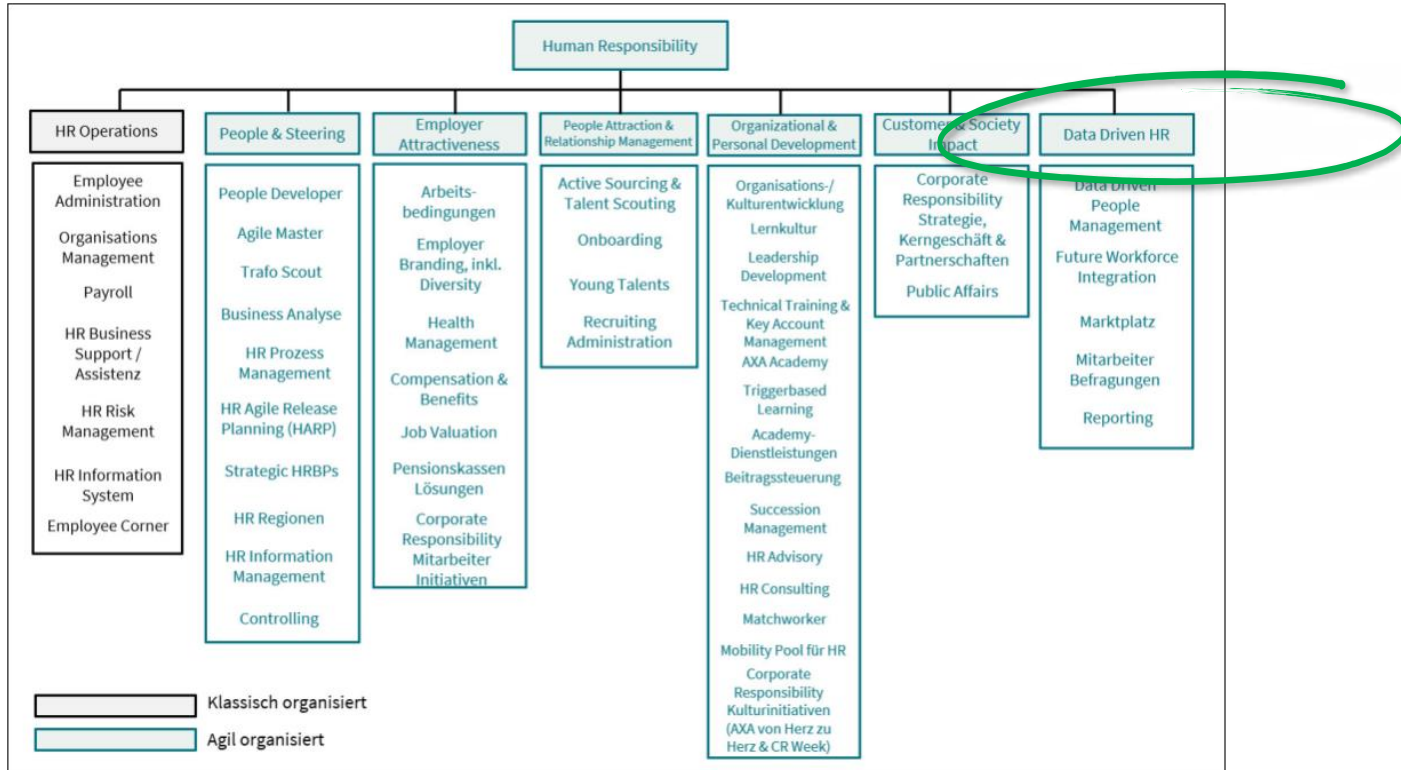 Human Responsibility
HR Operations
Employee
Administration
Organisations
Management
Payroll
HR Business
Support /
Assistenz
HR Risk
Management
HR Information
System
Employee Corner
People & Steering
People Developer
Agile Master
Trafo Scout
Business Analyse
HR Prozess
Management
HR Agile Release
Planning (HARP)
Strategic HRBPs
HR Regionen
HR Information
Management
Controlling
Employer
Attractiveness
Arbeits-
bedingungen
Employer
Branding, inkl.
Diversity
Health
Management
Compensation &
Benefits
Job Valuation
Pensionskassen
Lösungen
Corporate
Responsibility
Mitarbeiter
Initiativen
People Attraction &
Relationship Management
Active Sourcing &
Talent Scouting
Onboarding
Young Talents
Recruiting
Administration
Organizational &
Personal Development
Organisations-/
Kulturentwicklung
Lernkultur
Leadership
Development
Technical Training &
Key Account
Management
AXA Academy
Triggerbased
Learning
Academy-
Dienstleistungen
Beitragssteuerung
Succession
Management
HR Advisory
HR Consulting
Matchworker
Mobility Pool für HR
Corporate
Responsibility
Kulturinitiativen
(AXA von Herz zu
Herz & CR Week)
Customer & Society
Impact
Corporate
Responsibility
Strategie,
Kerngeschäft &
Partnerschaften
Public Affairs
Data Driven HR
Data Driven
People
Management
Future Workforce
Integration
Marktplatz
Mitarbeiter
Befragungen
Reporting
Klassisch organisiert
Agil organisiert